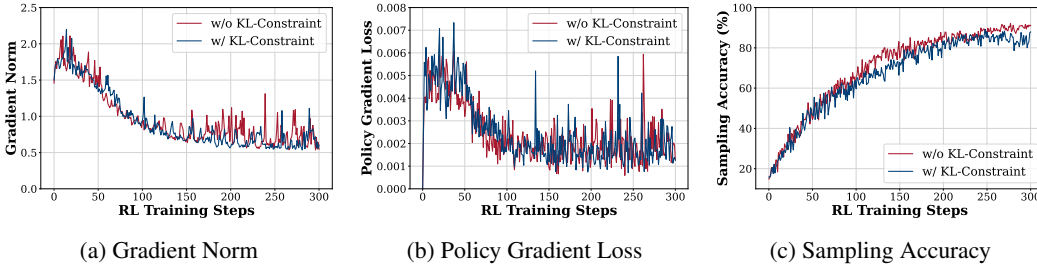 Gradient Norm
2.5
2.0
1.5
1.0
0.5
0 50 100 150 200 250 300
RL Training Steps
w/o KL-Constraint
w/ KL-Constraint
(a) Gradient Norm
Policy Gradient Loss
0.008
0.007
0.006
0.005
0.004
0.003
0.002
0.001
0.000
0 50 100 150 200 250 300
RL Training Steps
w/o KL-Constraint
w/ KL-Constraint
(b) Policy Gradient Loss
Sampling Accuracy (%)
100
80
60
40
20
0 50 100 150 200 250 300
RL Training Steps
w/o KL-Constraint
w/ KL-Constraint
(c) Sampling Accuracy